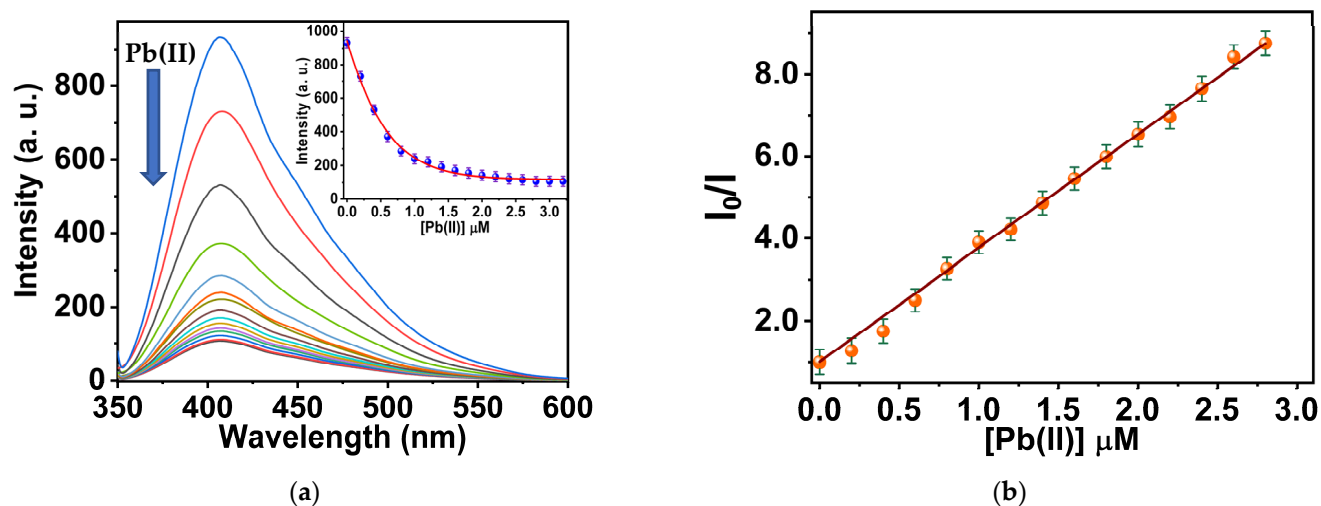 Pb(II)
Intensity (a. u.)
800
600
400
200
0
350 400 450 500 550 600
Wavelength (nm)
Intensity (a. u.)
1000
800
600
400
200
0
0.0 0.5 1.0 1.5 2.0 2.5 3.0
[Pb(II)] μM
(a)
I0/I
8.0
6.0
4.0
2.0
0.0 0.5 1.0 1.5 2.0 2.5 3.0
[Pb(II)] μM
(b)